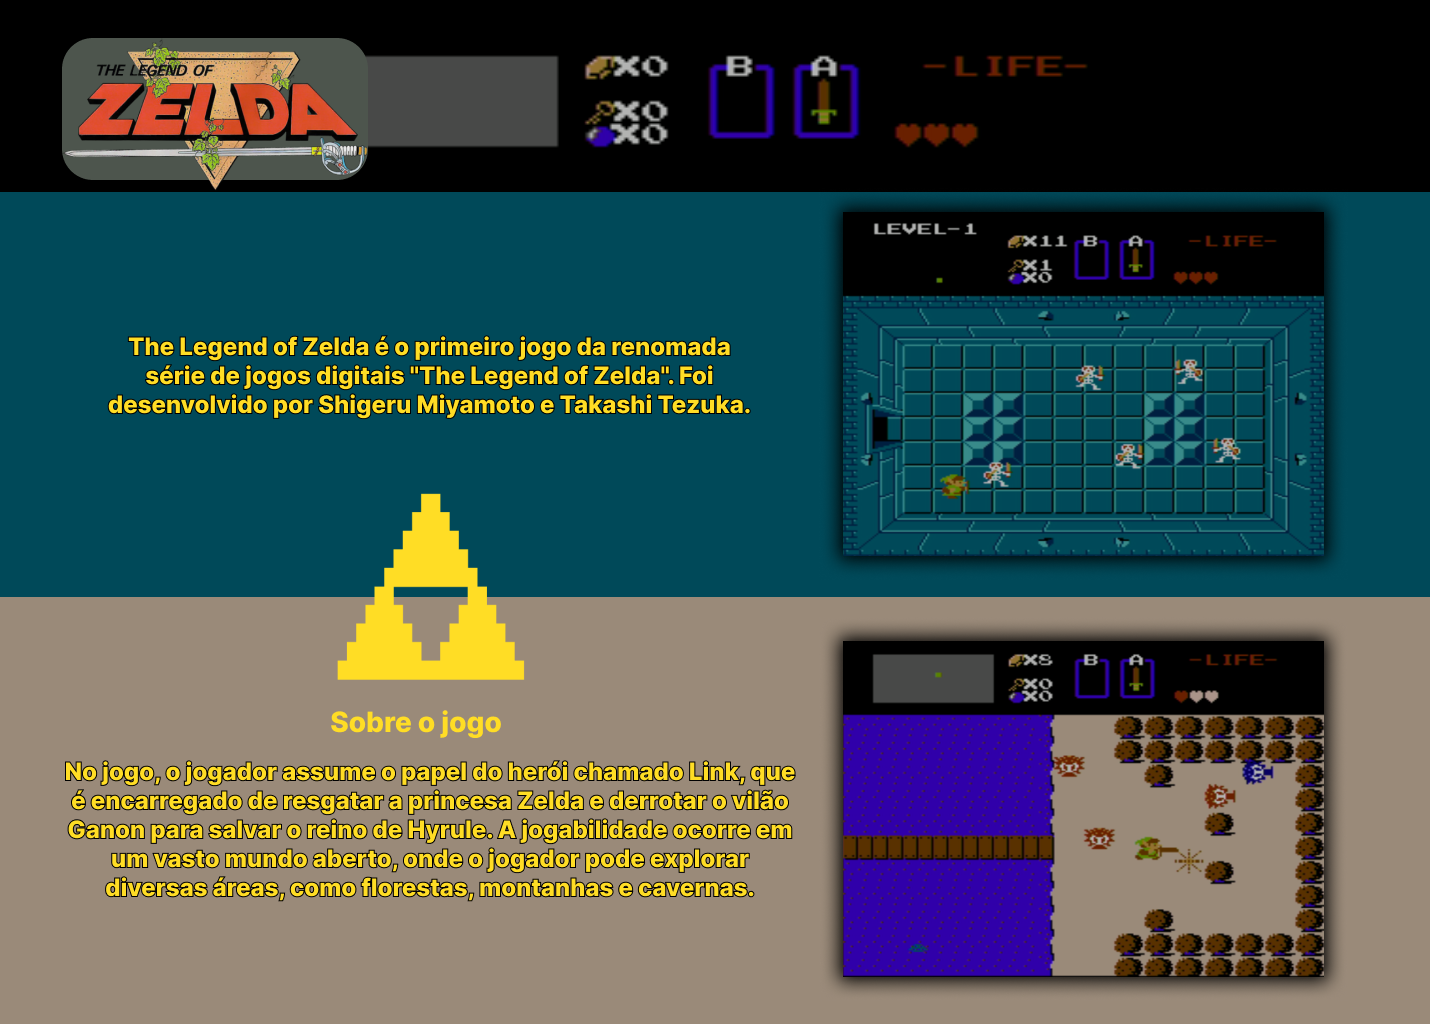 THE LEGEND OF
ZELDA
X0
X0
X0
B
A
-LIFE-
LEVEL-1
X11
X1
X0
B
A
-LIFE-
The Legend of Zelda é o primeiro jogo da renomada
série de jogos digitais "The Legend of Zelda". Foi
desenvolvido por Shigeru Miyamoto e Takashi Tezuka.
X8
X0
X0
B
A
-LIFE-
Sobre o jogo
No jogo, o jogador assume o papel do herói chamado Link, que
é encarregado de resgatar a princesa Zelda e derrotar o vilão
Ganon para salvar o reino de Hyrule. A jogabilidade ocorre em
um vasto mundo aberto, onde o jogador pode explorar
diversas áreas, como florestas, montanhas e cavernas.